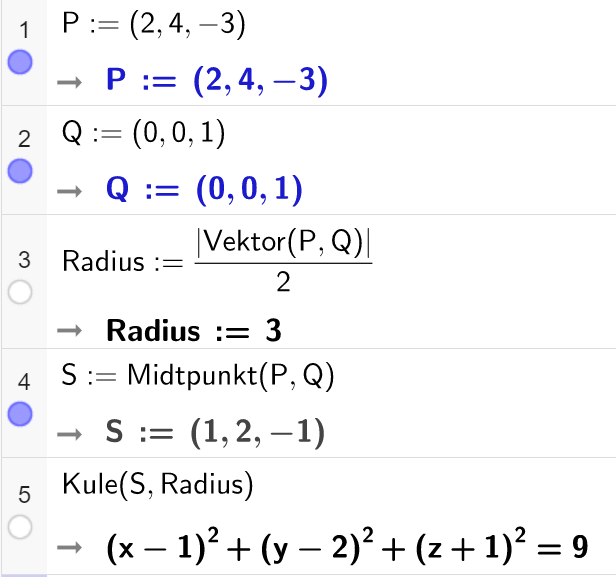 1
P := (2, 4, −3)
→ P := (2, 4, −3)
2
Q := (0, 0, 1)
→ Q := (0, 0, 1)
3
Radius := |Vektor(P, Q)| / 2
→ Radius := 3
4
S := Midtpunkt(P, Q)
→ S := (1, 2, −1)
5
Kule(S, Radius)
→ (x − 1)² + (y − 2)² + (z + 1)² = 9